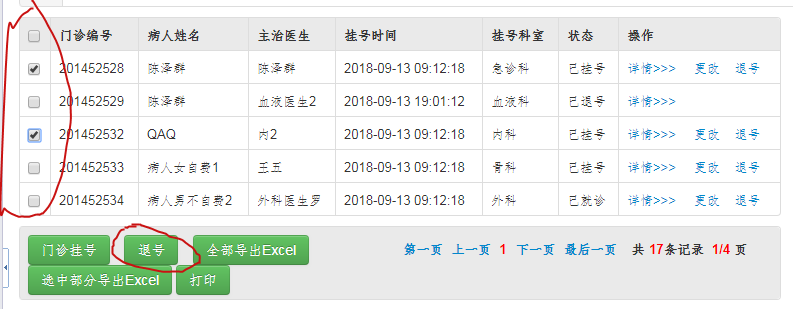 门诊编号 病人姓名 主治医生 挂号时间 挂号科室 状态 操作
201452528 陈泽群 陈泽群 2018-09-13 09:12:18 急诊科 已挂号 详情>>> 更改 退号
201452529 陈泽群 血液医生2 2018-09-13 19:01:12 血液科 已退号 详情>>>
201452532 QAQ 内2 2018-09-13 09:12:18 内科 已挂号 详情>>> 更改 退号
201452533 病人女自费1 王五 2018-09-13 09:12:18 骨科 已挂号 详情>>> 更改 退号
201452534 病人男不自费2 外科医生罗 2018-09-13 09:12:18 外科 已就诊 详情>>> 更改 退号
门诊挂号 退号 全部导出Excel 第一页 上一页 1 下一页 最后一页 共 17条记录 1/4 页
选中部分导出Excel 打印